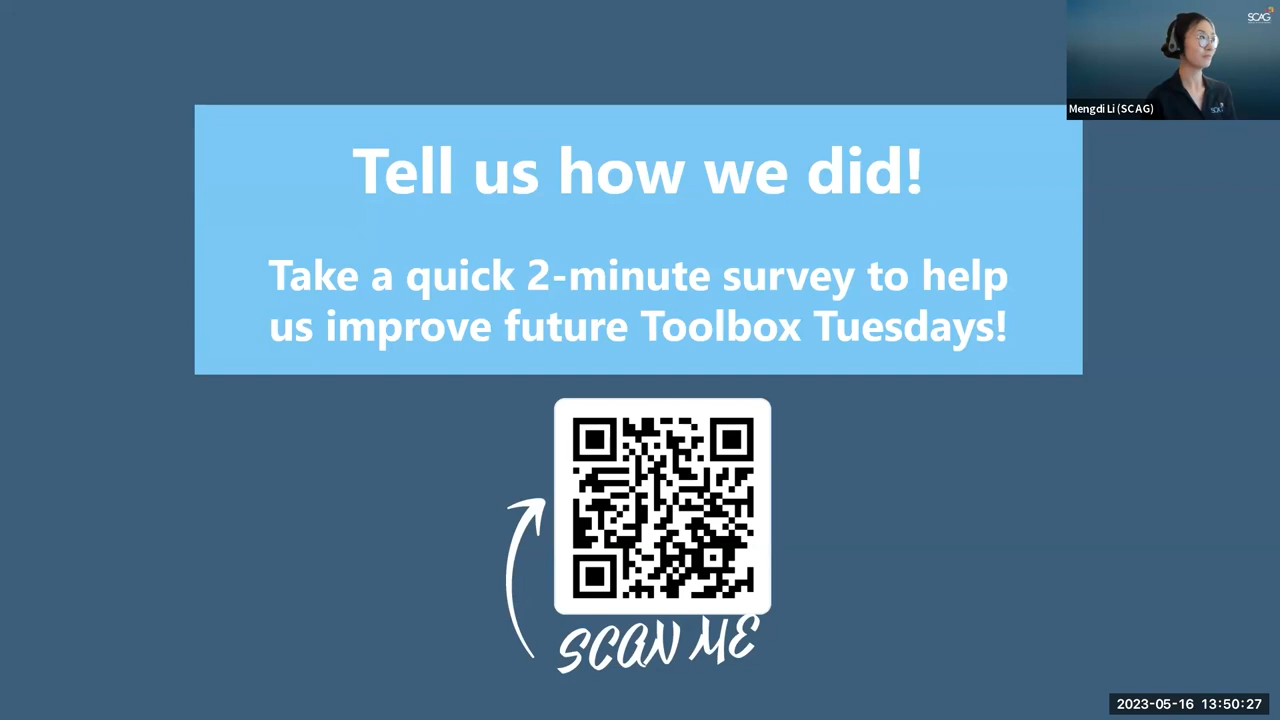 SCAG
Mengdi Li (SCAG)
Tell us how we did!
Take a quick 2-minute survey to help
us improve future Toolbox Tuesdays!
SCAN ME
2023-05-16 13:50:27